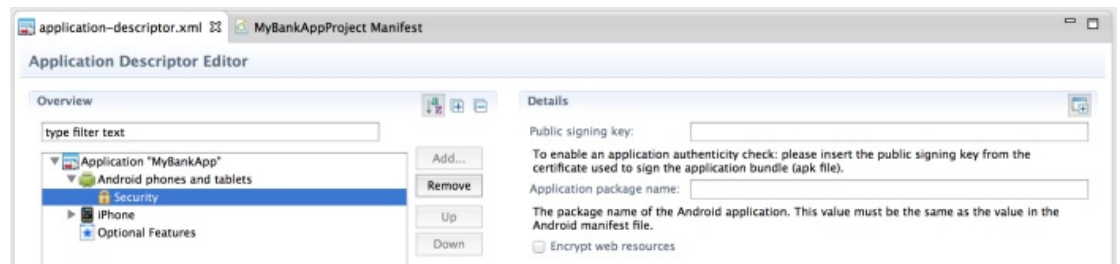 application-descriptor.xml MyBankAppProject Manifest
Application Descriptor Editor
Overview
type filter text
Application "MyBankApp"
Android phones and tablets
Security
iPhone
Optional Features
Add...
Remove
Up
Down
Details
Public signing key:
To enable an application authenticity check: please insert the public signing key from the
certificate used to sign the application bundle (apk file).
Application package name:
The package name of the Android application. This value must be the same as the value in the
Android manifest file.
Encrypt web resources